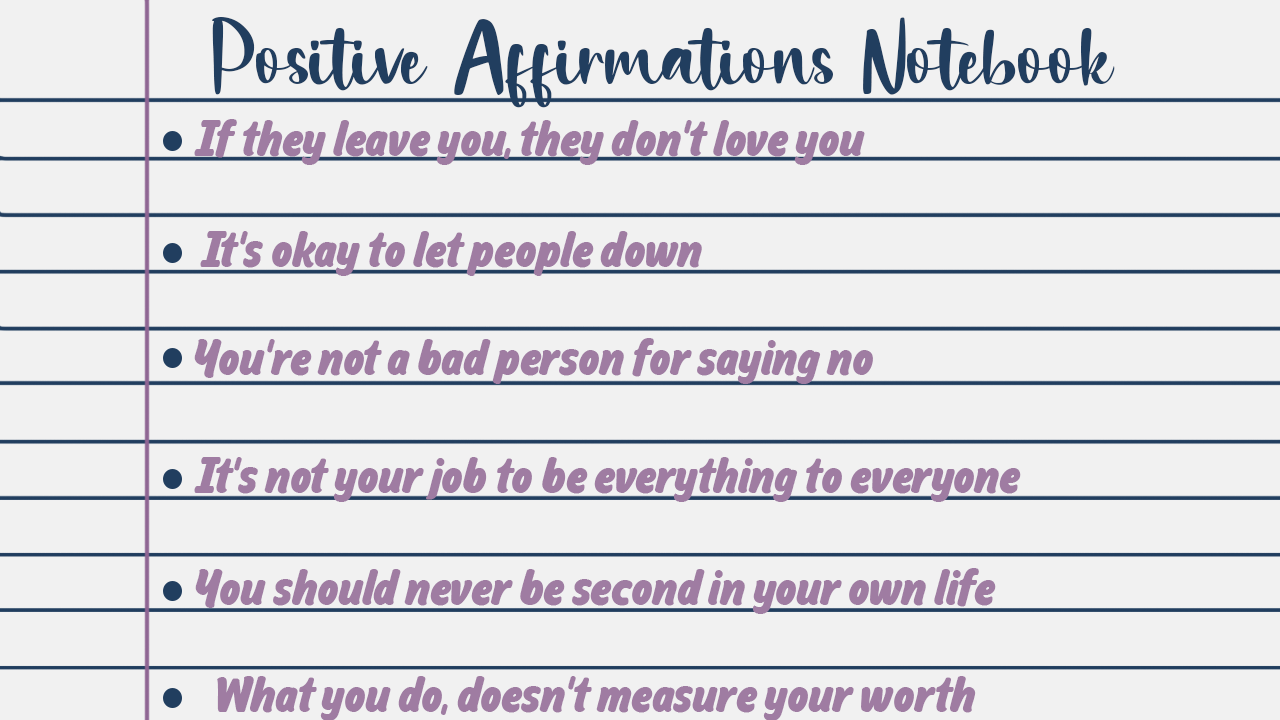 Positive Affirmations Notebook
• If they leave you, they don't love you
• It's okay to let people down
• You're not a bad person for saying no
• It's not your job to be everything to everyone
• You should never be second in your own life
• What you do, doesn't measure your worth